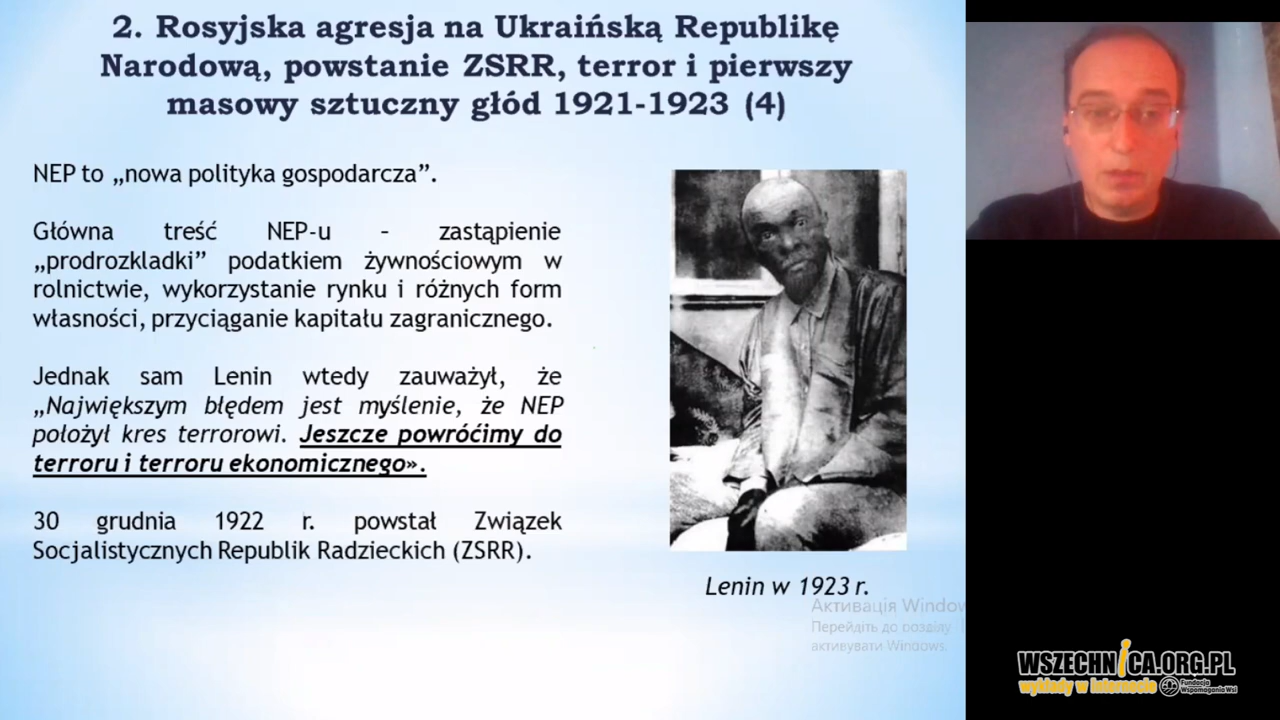 2. Rosyjska agresja na Ukraińską Republikę
Narodową, powstanie ZSRR, terror i pierwszy
masowy sztuczny głód 1921-1923 (4)
NEP to „nowa polityka gospodarcza”.
Główna treść NEP-u – zastąpienie
„prodrozkladki” podatkiem żywnościowym w
rolnictwie, wykorzystanie rynku i różnych form
własności, przyciąganie kapitału zagranicznego.
Jednak sam Lenin wtedy zauważył, że
„Największym błędem jest myślenie, że NEP
położył kres terrorowi. Jeszcze powróćimy do
terroru i terroru ekonomicznego».
30 grudnia 1922 r. powstał Związek
Socjalistycznych Republik Radzieckich (ZSRR).
Lenin w 1923 r.
Активація Window
Перейдіть до розділу
активувати Windows.
WSZECHNICA.ORG.PL
wykłady w internecie
Fundacja
Wspomagania Wsi